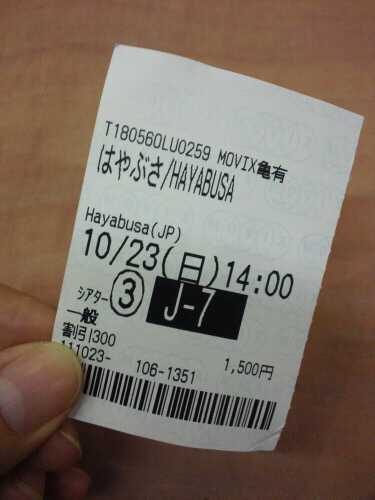 T180560LU0259 MOVIX亀有
はやぶさ/HAYABUSA
Hayabusa(JP)
10/23(日)14:00
シアター ③ J-7
一般
割引300 1,500円
111023- 106-1351